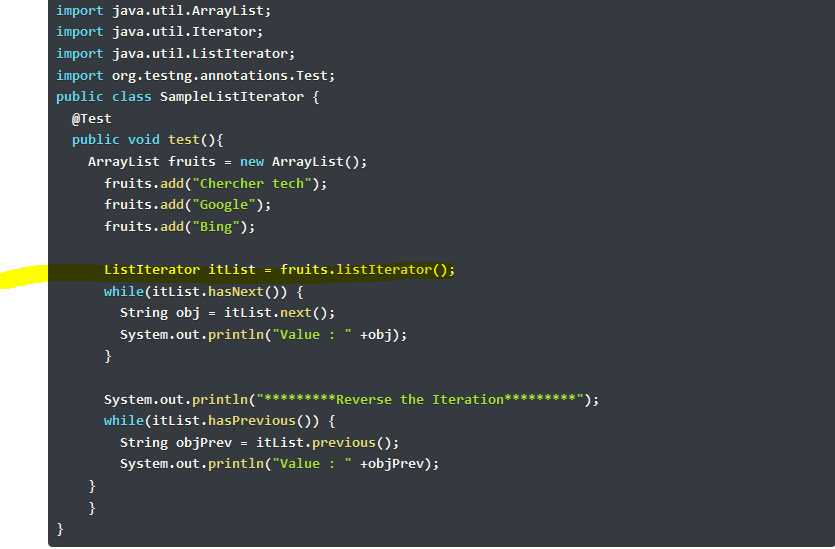 import java.util.ArrayList;
import java.util.Iterator;
import java.util.ListIterator;
import org.testng.annotations.Test;
public class SampleListIterator {
@Test
public void test(){
ArrayList fruits = new ArrayList();
fruits.add("Chercher tech");
fruits.add("Google");
fruits.add("Bing");
ListIterator itList = fruits.listIterator();
while(itList.hasNext()) {
String obj = itList.next();
System.out.println("Value : " +obj);
}
System.out.println("*********Reverse the Iteration*********");
while(itList.hasPrevious()) {
String objPrev = itList.previous();
System.out.println("Value : " +objPrev);
}
}
}